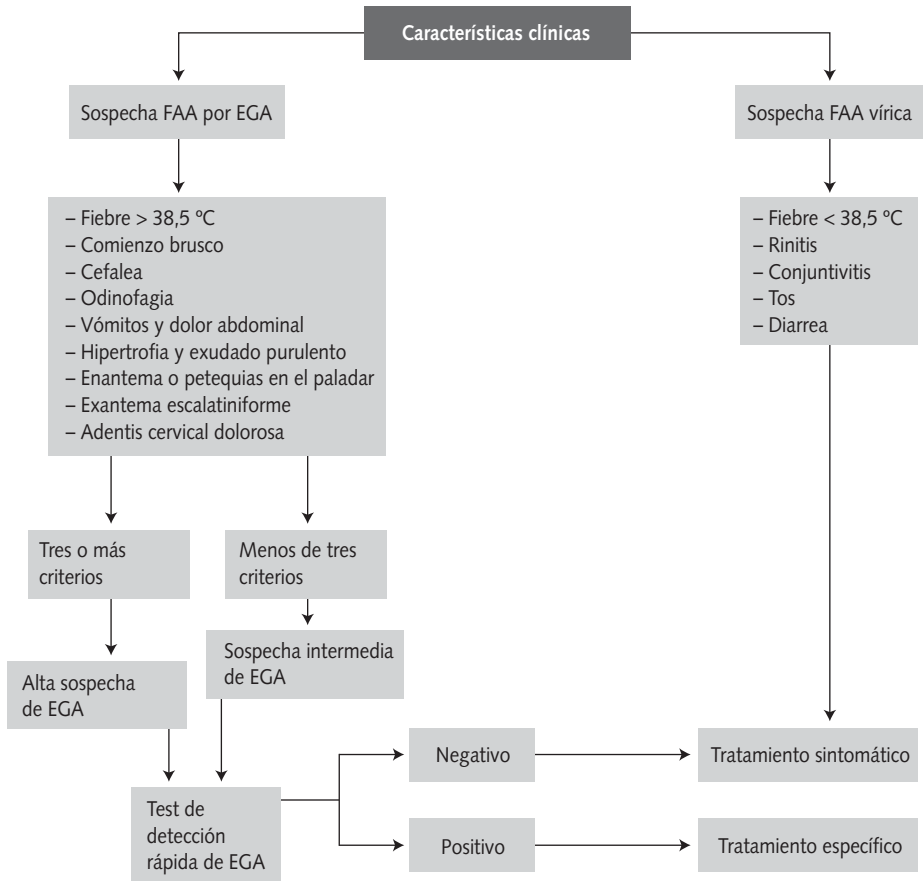 Características clínicas
Sospecha FAA por EGA
Sospecha FAA vírica
– Fiebre > 38,5 ºC
– Comienzo brusco
– Cefalea
– Odinofagia
– Vómitos y dolor abdominal
– Hipertrofia y exudado purulento
– Enantema o petequias en el paladar
– Exantema escalatiniforme
– Adentis cervical dolorosa
– Fiebre < 38,5 ºC
– Rinitis
– Conjuntivitis
– Tos
– Diarrea
Tres o más
criterios
Menos de tres
criterios
Alta sospecha
de EGA
Sospecha intermedia
de EGA
Test de
detección
rápida de EGA
Negativo
Tratamiento sintomático
Positivo
Tratamiento específico